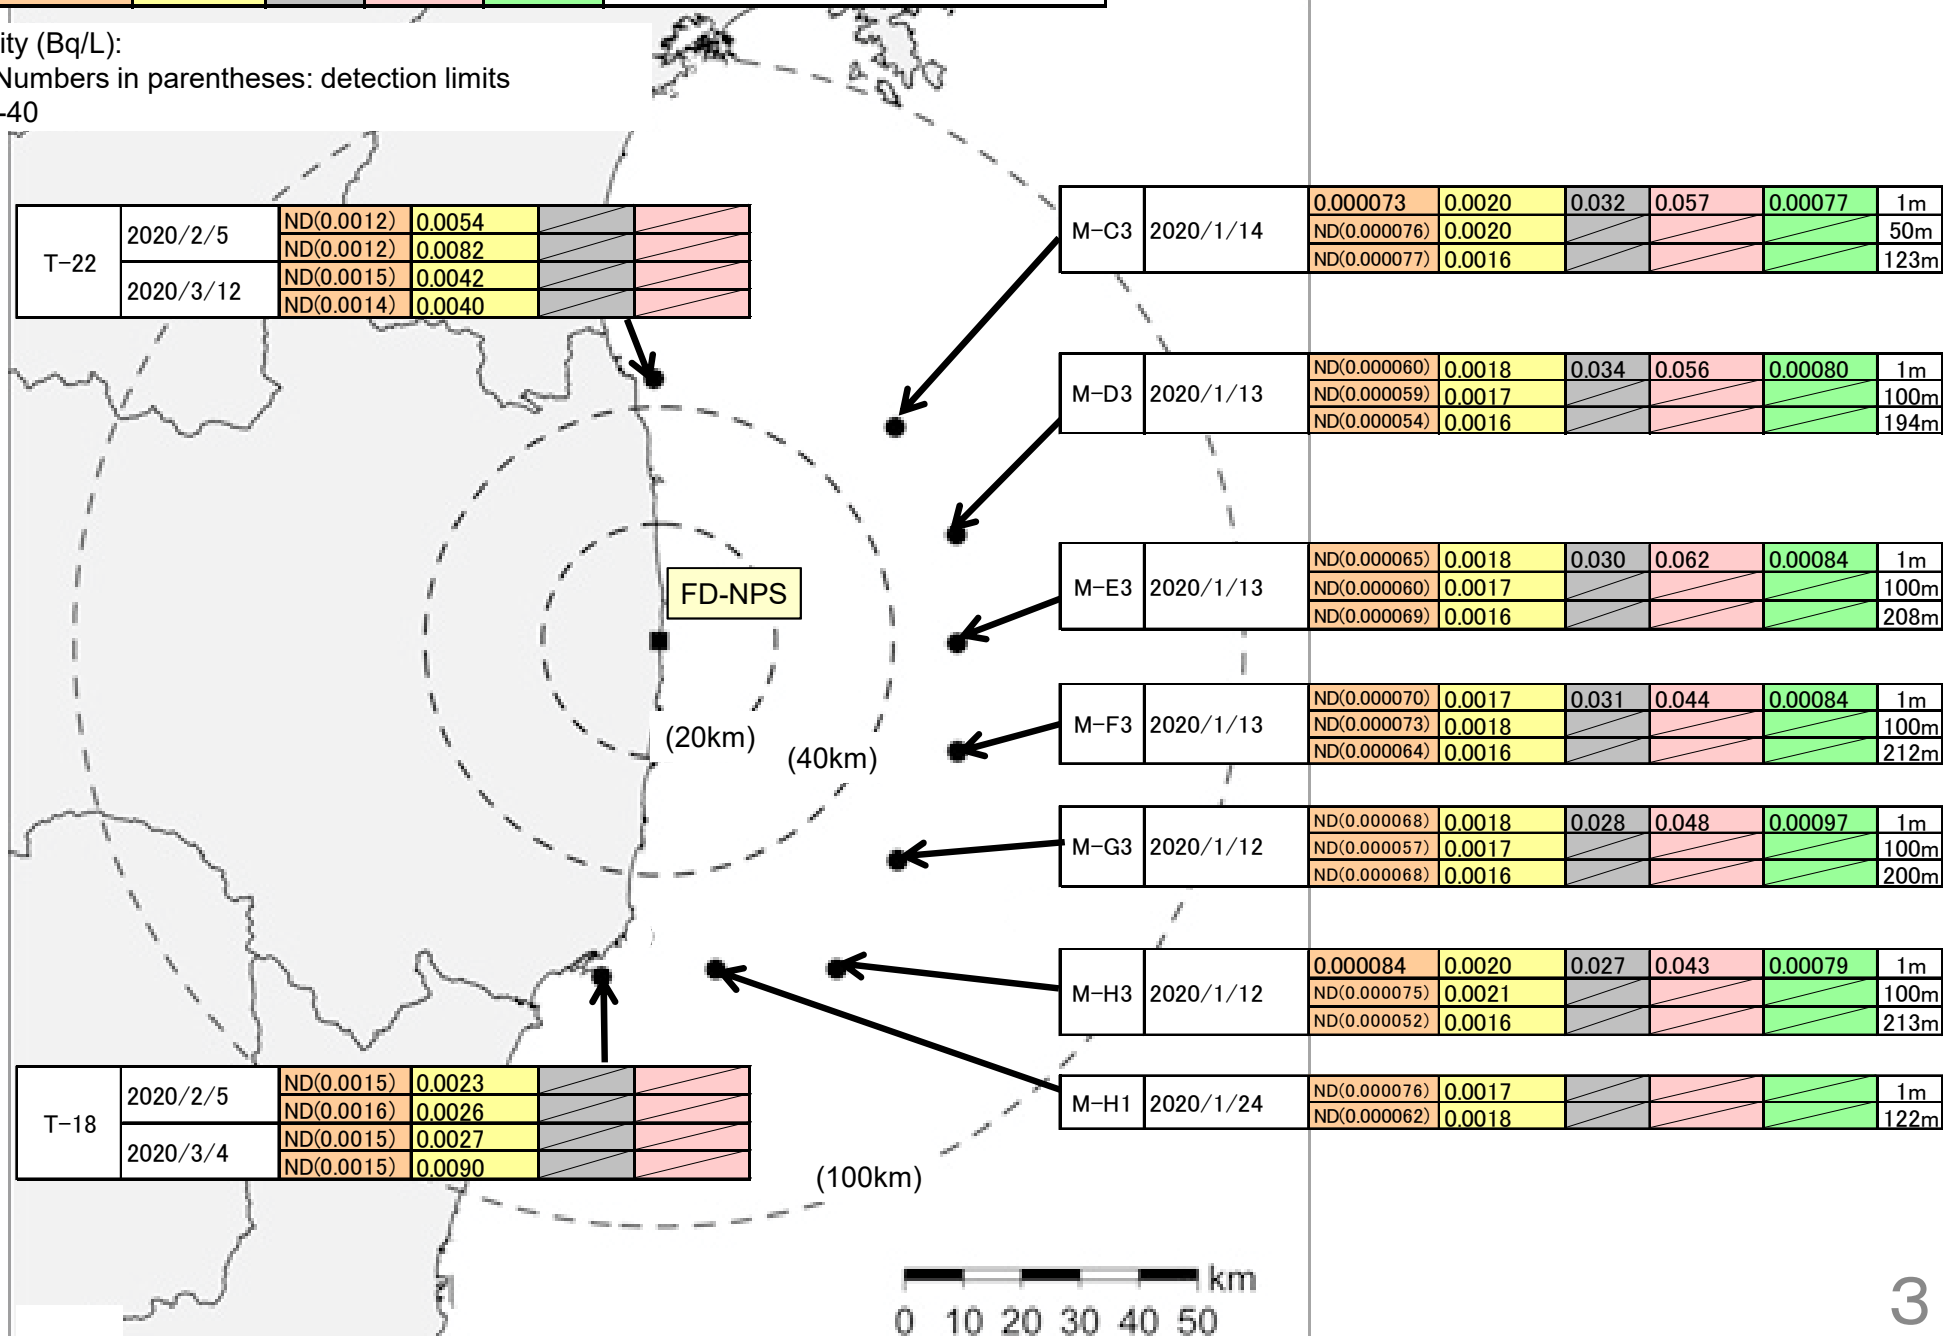 ity (Bq/L):
Numbers in parentheses: detection limits
-40
T-22
2020/2/5
ND(0.0012) 0.0054
ND(0.0012) 0.0082
2020/3/12
ND(0.0015) 0.0042
ND(0.0014) 0.0040
M-C3 2020/1/14
0.000073 0.0020 0.032 0.057 0.00077 1m
ND(0.000076) 0.0020 50m
ND(0.000077) 0.0016 123m
M-D3 2020/1/13
ND(0.000060) 0.0018 0.034 0.056 0.00080 1m
ND(0.000059) 0.0017 100m
ND(0.000054) 0.0016 194m
M-E3 2020/1/13
ND(0.000065) 0.0018 0.030 0.062 0.00084 1m
ND(0.000060) 0.0017 100m
ND(0.000069) 0.0016 208m
FD-NPS
(20km)
(40km)
M-F3 2020/1/13
ND(0.000070) 0.0017 0.031 0.044 0.00084 1m
ND(0.000073) 0.0018 100m
ND(0.000064) 0.0016 212m
M-G3 2020/1/12
ND(0.000068) 0.0018 0.028 0.048 0.00097 1m
ND(0.000057) 0.0017 100m
ND(0.000068) 0.0016 200m
M-H3 2020/1/12
0.000084 0.0020 0.027 0.043 0.00079 1m
ND(0.000075) 0.0021 100m
ND(0.000052) 0.0016 213m
M-H1 2020/1/24
ND(0.000076) 0.0017 1m
ND(0.000062) 0.0018 122m
T-18
2020/2/5
ND(0.0015) 0.0023
ND(0.0016) 0.0026
2020/3/4
ND(0.0015) 0.0027
ND(0.0015) 0.0090
(100km)
km
0 10 20 30 40 50
3